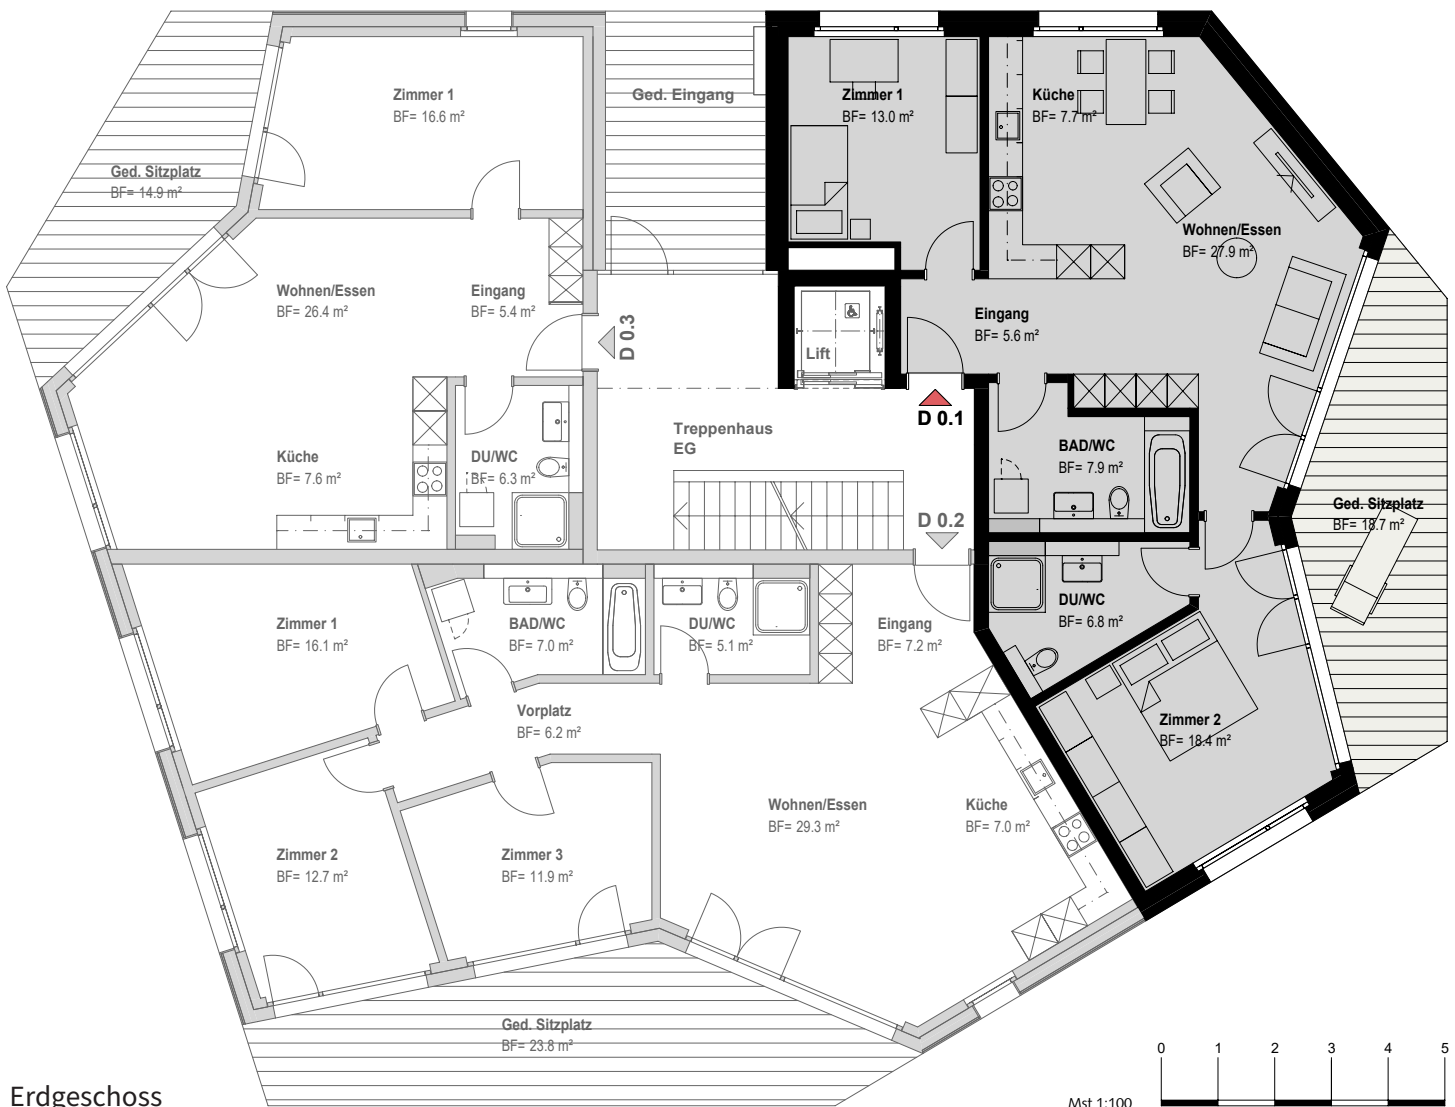 Zimmer 1
BF= 16.6 m²
Ged. Eingang
Zimmer 1
BF= 13.0 m²
Küche
BF= 7.7 m²
Ged. Sitzplatz
BF= 14.9 m²
Wohnen/Essen
BF= 27.9 m²
Wohnen/Essen
BF= 26.4 m²
Eingang
BF= 5.4 m²
D 0.3
Lift
Eingang
BF= 5.6 m²
D 0.1
Treppenhaus
EG
Küche
BF= 7.6 m²
DU/WC
BF= 6.3 m²
BAD/WC
BF= 7.9 m²
D 0.2
Ged. Sitzplatz
BF= 18.7 m²
Zimmer 1
BF= 16.1 m²
BAD/WC
BF= 7.0 m²
DU/WC
BF= 5.1 m²
Eingang
BF= 7.2 m²
DU/WC
BF= 6.8 m²
Vorplatz
BF= 6.2 m²
Zimmer 2
BF= 18.4 m²
Wohnen/Essen
BF= 29.3 m²
Küche
BF= 7.0 m²
Zimmer 2
BF= 12.7 m²
Zimmer 3
BF= 11.9 m²
Ged. Sitzplatz
BF= 23.8 m²
0 1 2 3 4 5
Mst 1:100
Erdgeschoss